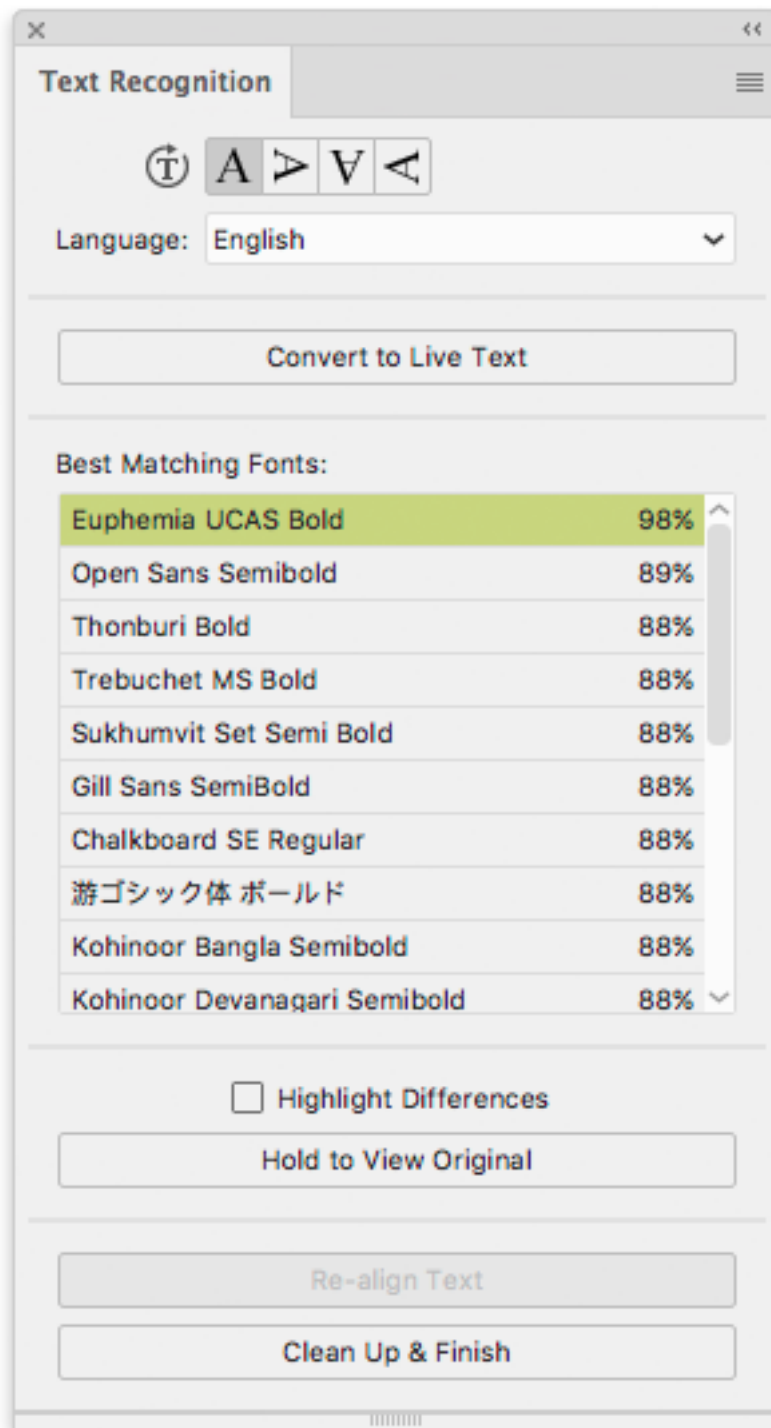 Text Recognition
T A A A A
Language: English
Convert to Live Text
Best Matching Fonts:
Euphemia UCAS Bold 98%
Open Sans Semibold 89%
Thonburi Bold 88%
Trebuchet MS Bold 88%
Sukhumvit Set Semi Bold 88%
Gill Sans SemiBold 88%
Chalkboard SE Regular 88%
游ゴシック体 ボールド 88%
Kohinoor Bangla Semibold 88%
Kohinoor Devanagari Semibold 88%
Highlight Differences
Hold to View Original
Re-align Text
Clean Up & Finish